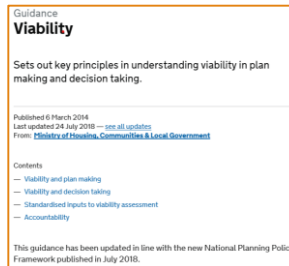 Guidance
Viability
Sets out key principles in understanding viability in plan
making and decision taking.
Published 6 March 2014
Last updated 24 July 2018 — see all updates
From: Ministry of Housing, Communities & Local Government
Contents
— Viability and plan making
— Viability and decision taking
— Standardised inputs to viability assessment
— Accountability
This guidance has been updated in line with the new National Planning Polic
Framework published in July 2018.